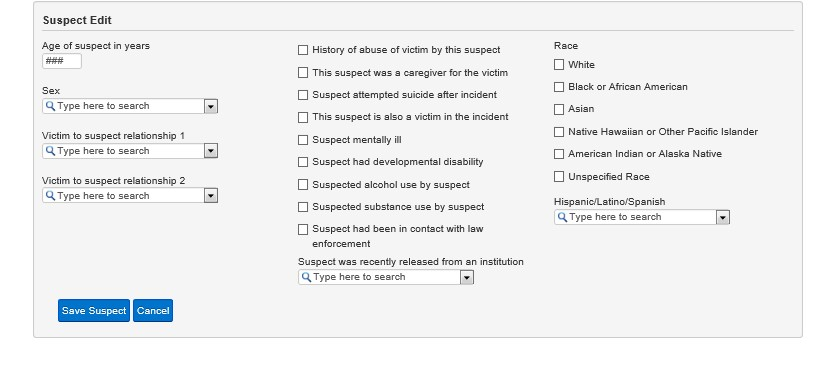 Suspect Edit
Age of suspect in years
###
Sex
Type here to search
Victim to suspect relationship 1
Type here to search
Victim to suspect relationship 2
Type here to search
History of abuse of victim by this suspect
This suspect was a caregiver for the victim
Suspect attempted suicide after incident
This suspect is also a victim in the incident
Suspect mentally ill
Suspect had developmental disability
Suspected alcohol use by suspect
Suspected substance use by suspect
Suspect had been in contact with law
enforcement
Suspect was recently released from an institution
Type here to search
Race
White
Black or African American
Asian
Native Hawaiian or Other Pacific Islander
American Indian or Alaska Native
Unspecified Race
Hispanic/Latino/Spanish
Type here to search
Save Suspect
Cancel